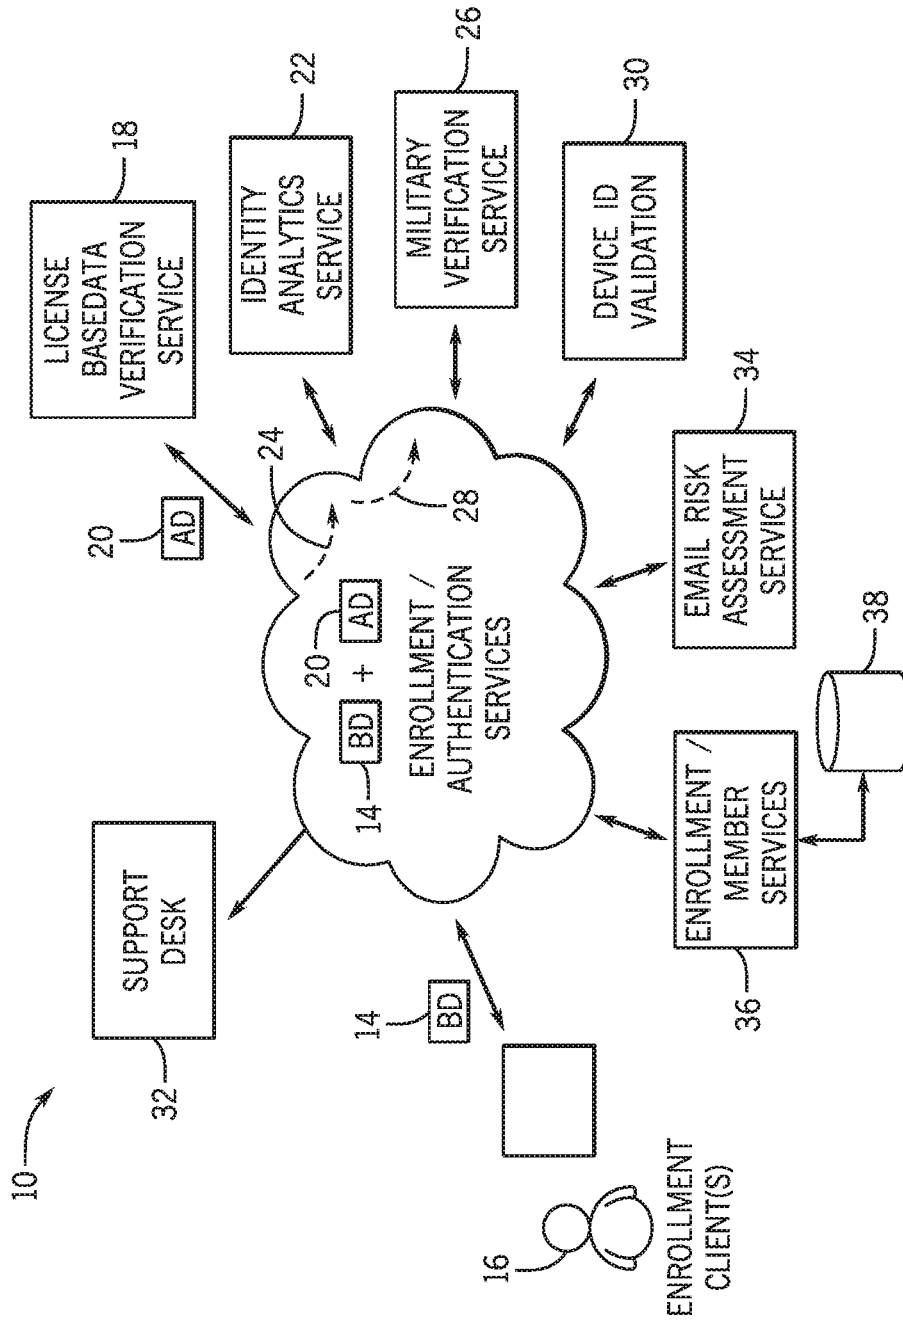 10
32
SUPPORT
DESK
20
AD
18
LICENSE
BASEDATA
VERIFICATION
SERVICE
22
IDENTITY
ANALYTICS
SERVICE
24
26
MILITARY
VERIFICATION
SERVICE
28
30
DEVICE ID
VALIDATION
14
20
BD + AD
ENROLLMENT /
AUTHENTICATION
SERVICES
14
BD
16
ENROLLMENT
CLIENT(S)
36
ENROLLMENT /
MEMBER
SERVICES
38
34
EMAIL RISK
ASSESSMENT
SERVICE